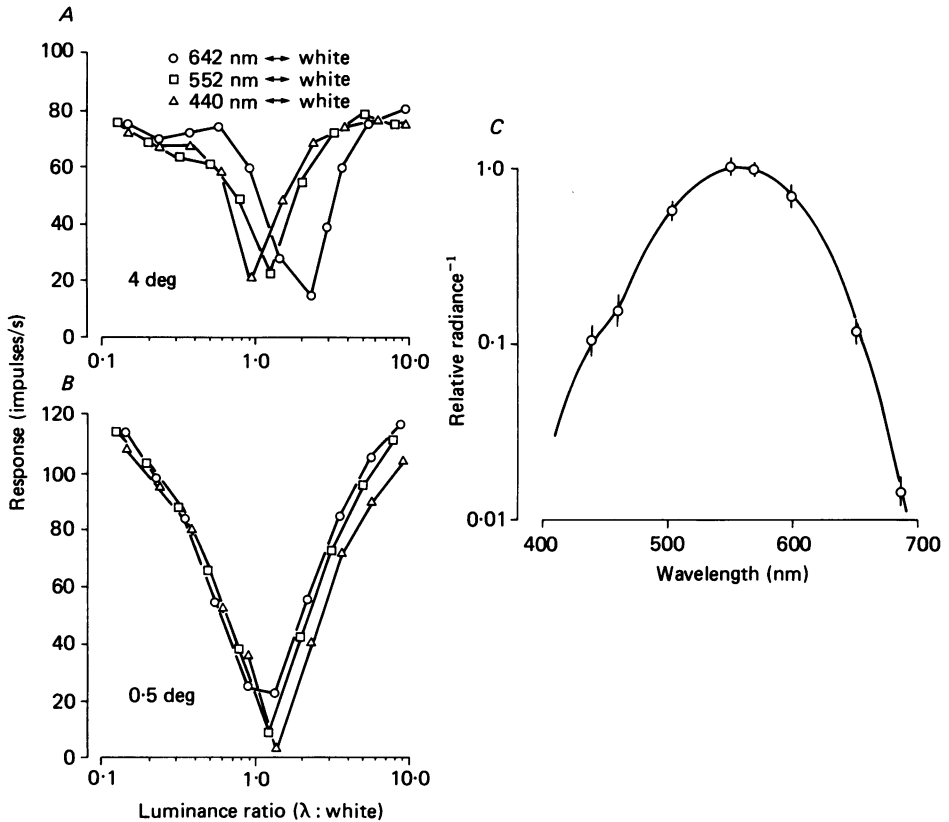 A
100
80
60
40
20
0
○ 642 nm ↔ white
□ 552 nm ↔ white
△ 440 nm ↔ white
4 deg
0·1
1·0
10·0
B
120
100
80
60
40
20
0
0·5 deg
0·1
1·0
10·0
Response (impulses/s)
Luminance ratio (λ : white)
C
1·0
0·1
0·01
Relative radiance⁻¹
400
500
600
700
Wavelength (nm)